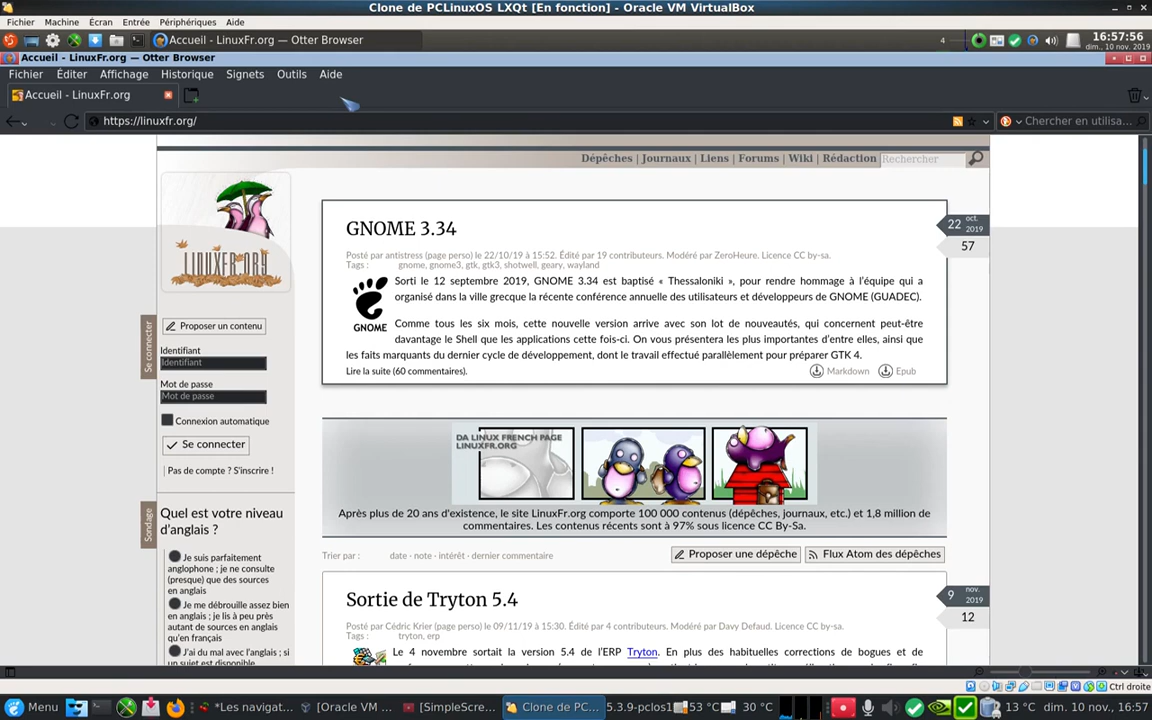 Clone de PCLinuxOS LXQt [En fonction] - Oracle VM VirtualBox
Fichier Machine Écran Entrée Périphériques Aide
Accueil - LinuxFr.org — Otter Browser
4
16:57:56
dim., 10 nov. 2019
Accueil - LinuxFr.org — Otter Browser
Fichier Éditer Affichage Historique Signets Outils Aide
Accueil - LinuxFr.org
https://linuxfr.org/
Chercher en utilisa...
Dépêches | Journaux | Liens | Forums | Wiki | Rédaction
Rechercher
LINUXFR.ORG
GNOME 3.34
22 oct. 2019
57
Posté par antistress (page perso) le 22/10/19 à 15:52. Édité par 19 contributeurs. Modéré par ZeroHeure. Licence CC by-sa.
Tags : gnome, gnome3, gtk, gtk3, shotwell, geary, wayland
Sorti le 12 septembre 2019, GNOME 3.34 est baptisé « Thessaloniki », pour rendre hommage à l'équipe qui a
organisé dans la ville grecque la récente conférence annuelle des utilisateurs et développeurs de GNOME (GUADEC).
GNOME
Comme tous les six mois, cette nouvelle version arrive avec son lot de nouveautés, qui concernent peut-être
davantage le Shell que les applications cette fois-ci. On vous présentera les plus importantes d'entre elles, ainsi que
les faits marquants du dernier cycle de développement, dont le travail effectué parallèlement pour préparer GTK 4.
Lire la suite (60 commentaires).
Markdown Epub
Se connecter
Proposer un contenu
Identifiant
Identifiant
Mot de passe
Mot de passe
Connexion automatique
Se connecter
Pas de compte ? S'inscrire !
DA LINUX FRENCH PAGE
LINUXFR.ORG
Après plus de 20 ans d'existence, le site LinuxFr.org comporte 100 000 contenus (dépêches, journaux, etc.) et 1,8 million de
commentaires. Les contenus récents sont à 97% sous licence CC By-Sa.
Sondage
Quel est votre niveau
d'anglais ?
Je suis parfaitement
anglophone ; je ne consulte
(presque) que des sources
en anglais
Je me débrouille assez bien
en anglais ; je lis à peu près
autant de sources en anglais
qu'en français
J'ai du mal avec l'anglais ; si
un sujet est disponible
Trier par : date · note · intérêt · dernier commentaire
Proposer une dépêche
Flux Atom des dépêches
Sortie de Tryton 5.4
9 nov. 2019
12
Posté par Cédric Krier (page perso) le 09/11/19 à 15:30. Édité par 4 contributeurs. Modéré par Davy Defaud. Licence CC by-sa.
Tags : tryton, erp
Le 4 novembre sortait la version 5.4 de l'ERP Tryton. En plus des habituelles corrections de bogues et de
Ctrl droite
Menu
*Les navigat...
[Oracle VM ...
[SimpleScre...
Clone de PC...
5.3.9-pclos1
53 °C
30 °C
13 °C
dim. 10 nov., 16:57